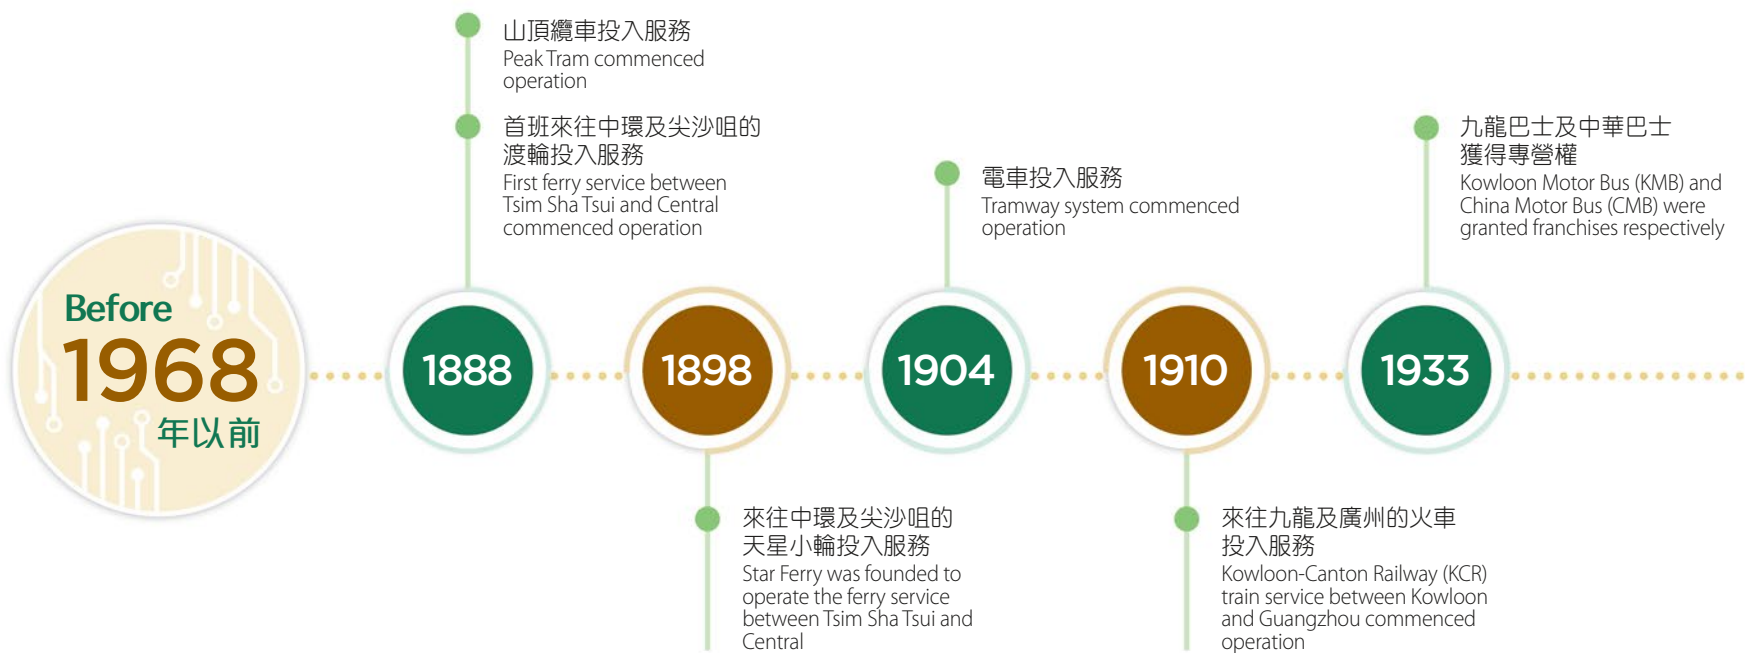 Before
1968
年以前
1888
山頂纜車投入服務
Peak Tram commenced
operation
首班來往中環及尖沙咀的
渡輪投入服務
First ferry service between
Tsim Sha Tsui and Central
commenced operation
1898
來往中環及尖沙咀的
天星小輪投入服務
Star Ferry was founded to
operate the ferry service
between Tsim Sha Tsui and
Central
1904
電車投入服務
Tramway system commenced
operation
1910
來往九龍及廣州的火車
投入服務
Kowloon-Canton Railway (KCR)
train service between Kowloon
and Guangzhou commenced
operation
1933
九龍巴士及中華巴士
獲得專營權
Kowloon Motor Bus (KMB) and
China Motor Bus (CMB) were
granted franchises respectively